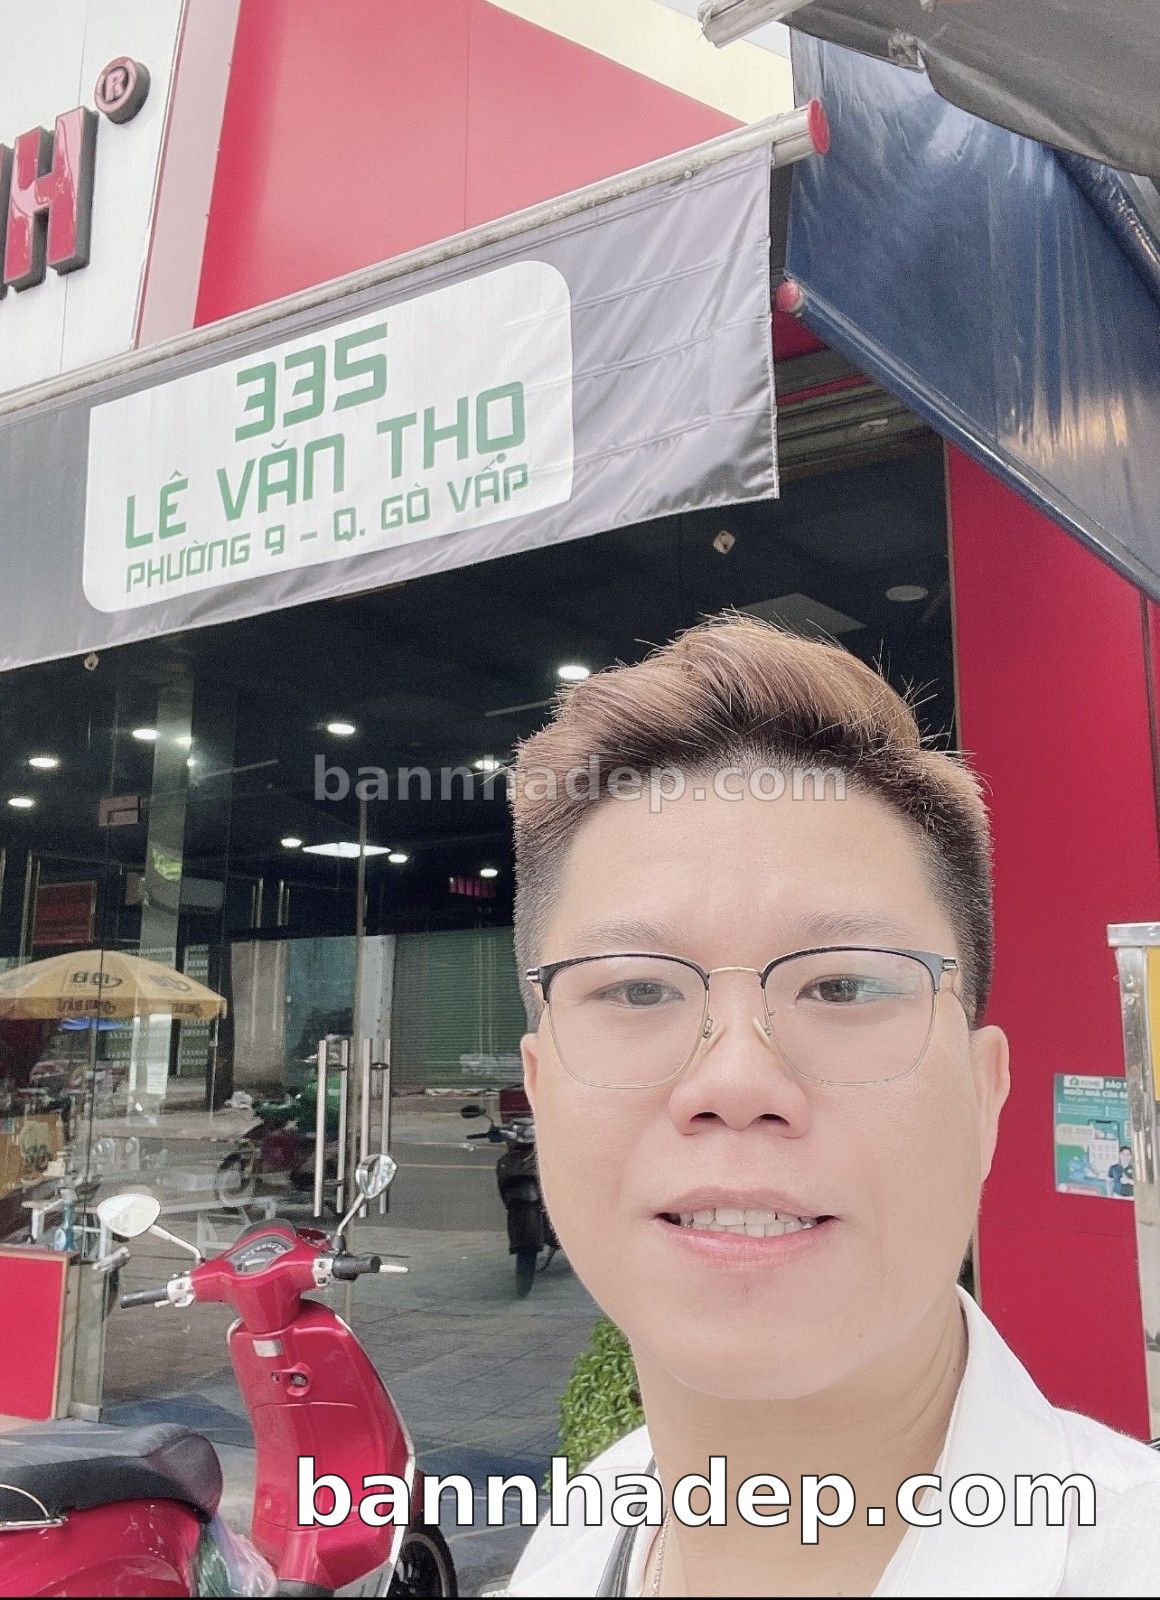 H®
335
LÊ VĂN THỌ
PHƯỜNG 9 - Q. GÒ VẤP
bannhadep.com
bannhadep.com